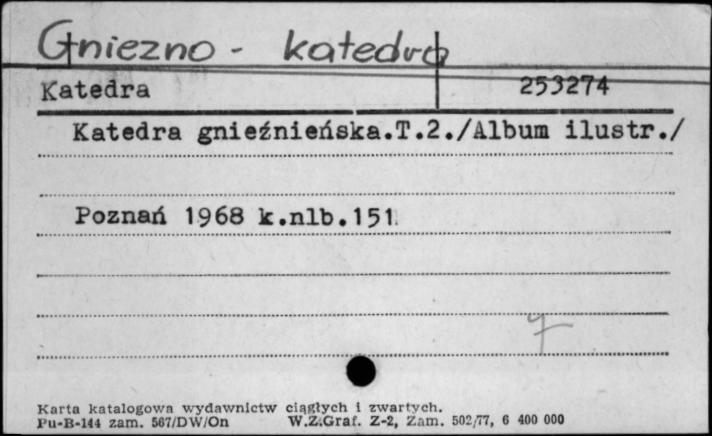 Gniezno - katedra
Katedra 253274
Katedra gnieźnieńska.T.2./Album ilustr./
Poznań 1968 k.nlb.151.
7
Karta katalogowa wydawnictw ciągłych i zwartych.
Pu-B-144 zam. 567/DW/On W.Z.Graf. Z-2, Zam. 502/77, 6 400 000